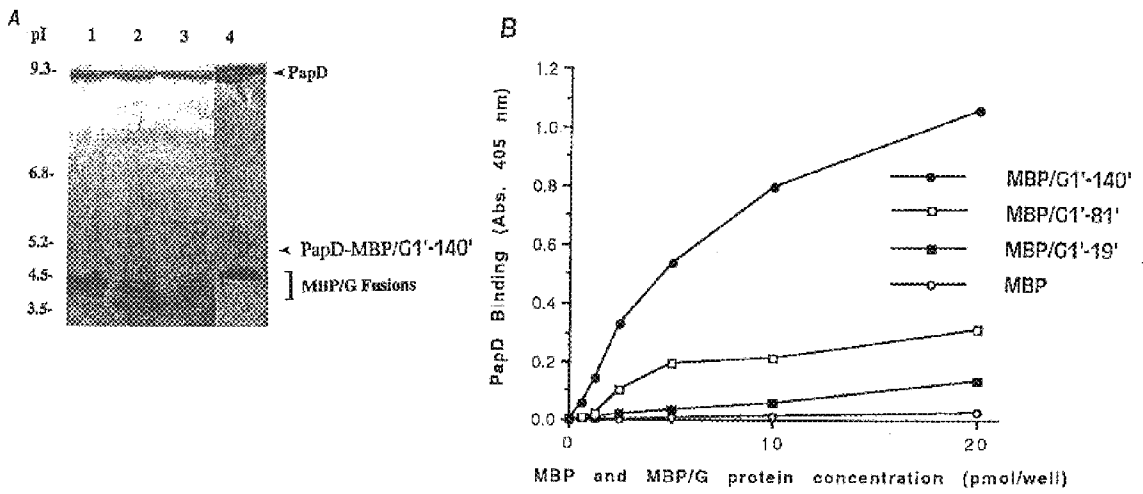 A
pI 1 2 3 4
9.3-
6.8-
5.2-
4.5-
3.5-
PapD
PapD-MBP/G1'-140'
MBP/G Fusions
B
PapD Binding (Abs. 405 nm)
1.2
1.0
0.8
0.6
0.4
0.2
0.0
0 10 20
MBP and MBP/G protein concentration (pmol/well)
MBP/G1'-140'
MBP/G1'-81'
MBP/G1'-19'
MBP